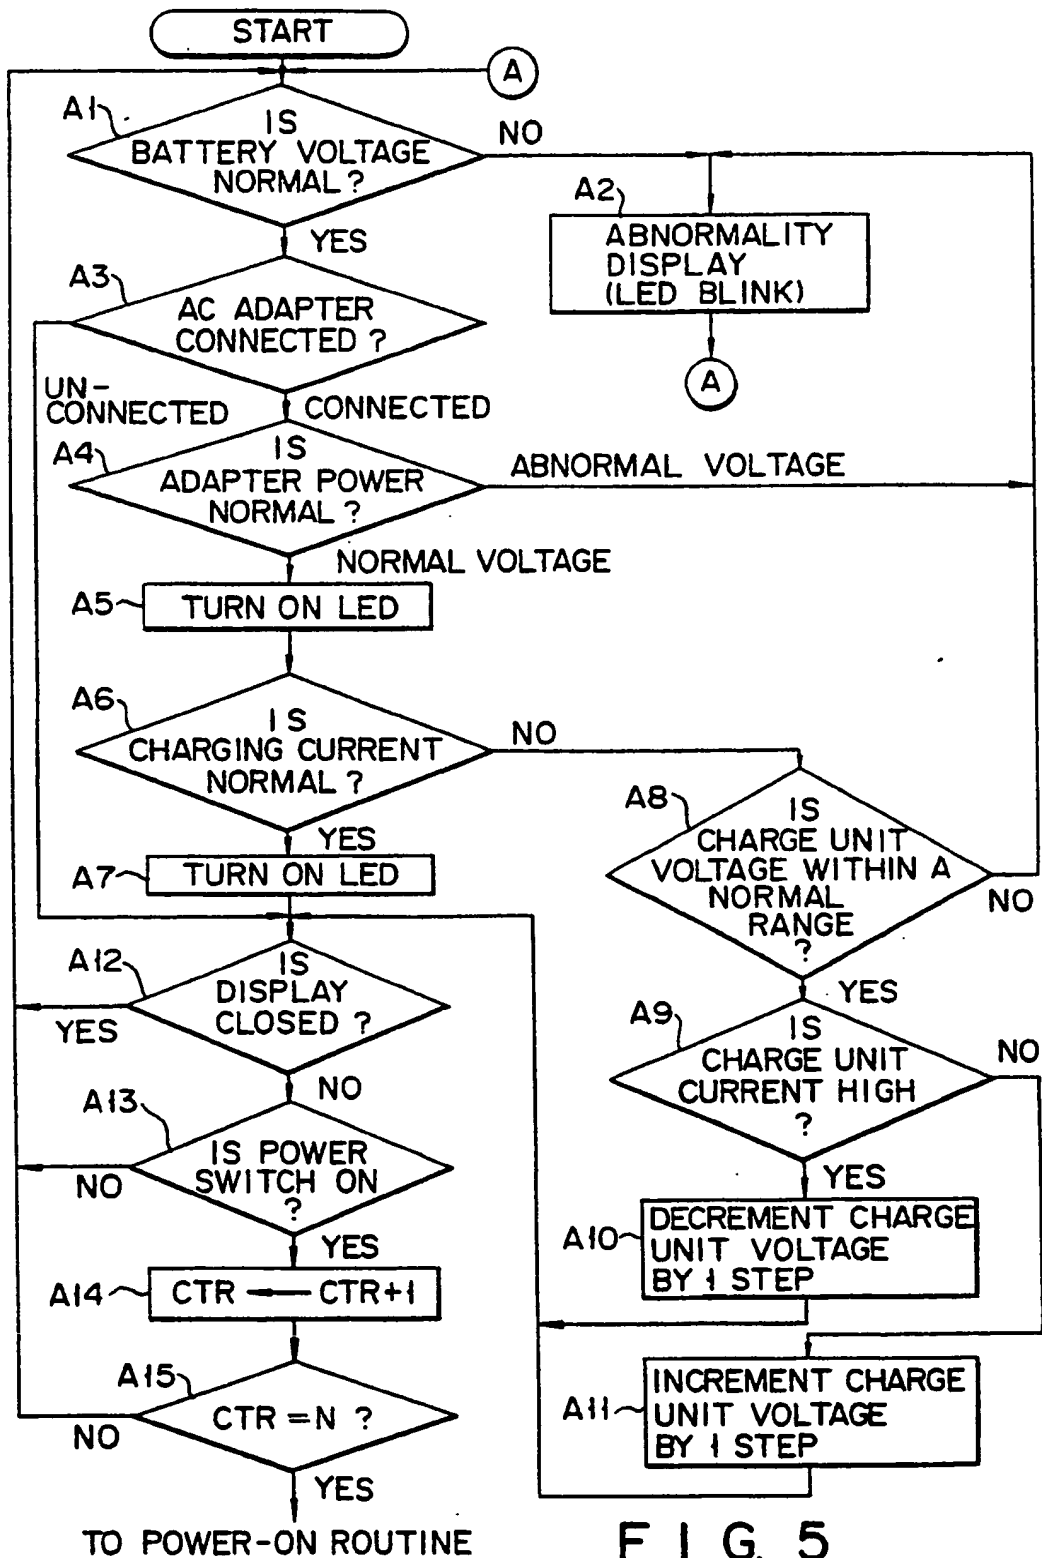 START
A
A1
IS
BATTERY VOLTAGE
NORMAL?
NO
YES
A2
ABNORMALITY
DISPLAY
(LED BLINK)
A
A3
AC ADAPTER
CONNECTED ?
UN-
CONNECTED
CONNECTED
A4
IS
ADAPTER POWER
NORMAL ?
ABNORMAL VOLTAGE
NORMAL VOLTAGE
A5
TURN ON LED
A6
IS
CHARGING CURRENT
NORMAL ?
NO
YES
A7
TURN ON LED
A8
IS
CHARGE UNIT
VOLTAGE WITHIN A
NORMAL
RANGE
?
NO
YES
A9
IS
CHARGE UNIT
CURRENT HIGH
?
NO
YES
A10
DECREMENT CHARGE
UNIT VOLTAGE
BY 1 STEP
A11
INCREMENT CHARGE
UNIT VOLTAGE
BY 1 STEP
A12
IS
DISPLAY
CLOSED ?
YES
NO
A13
IS POWER
SWITCH ON
?
NO
YES
A14
CTR ← CTR+1
A15
CTR = N ?
NO
YES
TO POWER-ON ROUTINE
FIG. 5